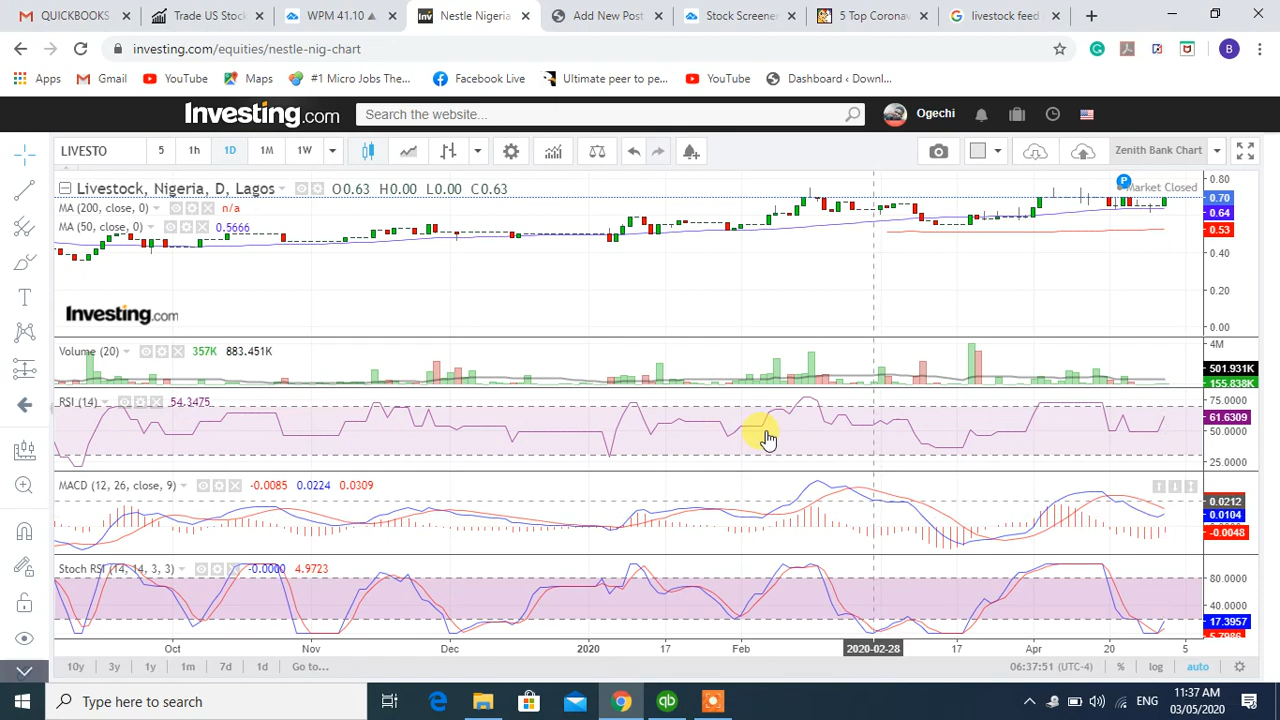 QUICKBOOKS
Trade US Stock
WPM 41.10 ▲
Nestle Nigeria
Add New Post
Stock Screener
5 Top Coronav
livestock feed
investing.com/equities/nestle-nig-chart
B
Apps
Gmail
YouTube
Maps
#1 Micro Jobs The...
Facebook Live
Ultimate peer to pe...
YouTube
Dashboard ‹ Downl...
Investing.com
Search the website...
Ogechi
LIVESTO
5
1h
1D
1M
1W
Zenith Bank Chart
Livestock, Nigeria, D, Lagos
O0.63 H0.00 L0.00 C0.63
P
Market Closed
MA (200, close, 0)
n/a
MA (50, close, 0)
0.5666
0.80
0.70
0.64
0.53
0.40
0.20
0.00
Investing.com
Volume (20)
357K
883.451K
4M
501.931K
155.838K
RSI (14)
54.3475
75.0000
61.6309
50.0000
25.0000
MACD (12, 26, close, 9)
-0.0085
0.0224
0.0309
0.0212
0.0104
-0.0048
Stoch RSI (14, 14, 3, 3)
-0.0000
4.9723
80.0000
40.0000
17.3957
5.7986
Oct
Nov
Dec
2020
17
Feb
2020-02-28
17
Apr
20
5
10y
3y
1y
1m
7d
1d
Go to...
06:37:51 (UTC-4)
%
log
auto
Type here to search
qb
ENG
11:37 AM
03/05/2020